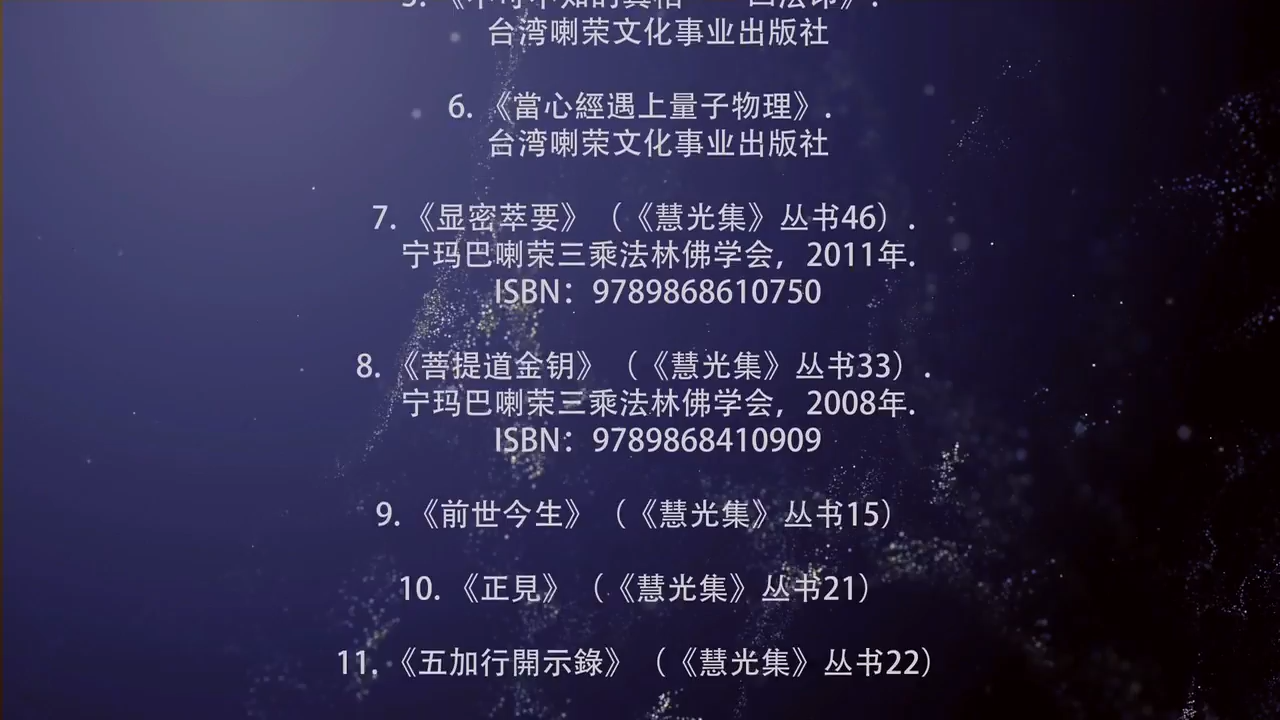 台湾喇荣文化事业出版社
6. 《當心經遇上量子物理》.
台湾喇荣文化事业出版社
7. 《显密萃要》（《慧光集》丛书46）.
宁玛巴喇荣三乘法林佛学会，2011年.
ISBN：9789868610750
8. 《菩提道金钥》（《慧光集》丛书33）.
宁玛巴喇荣三乘法林佛学会，2008年.
ISBN：9789868410909
9. 《前世今生》（《慧光集》丛书15）
10. 《正見》（《慧光集》丛书21）
11. 《五加行開示錄》（《慧光集》丛书22）